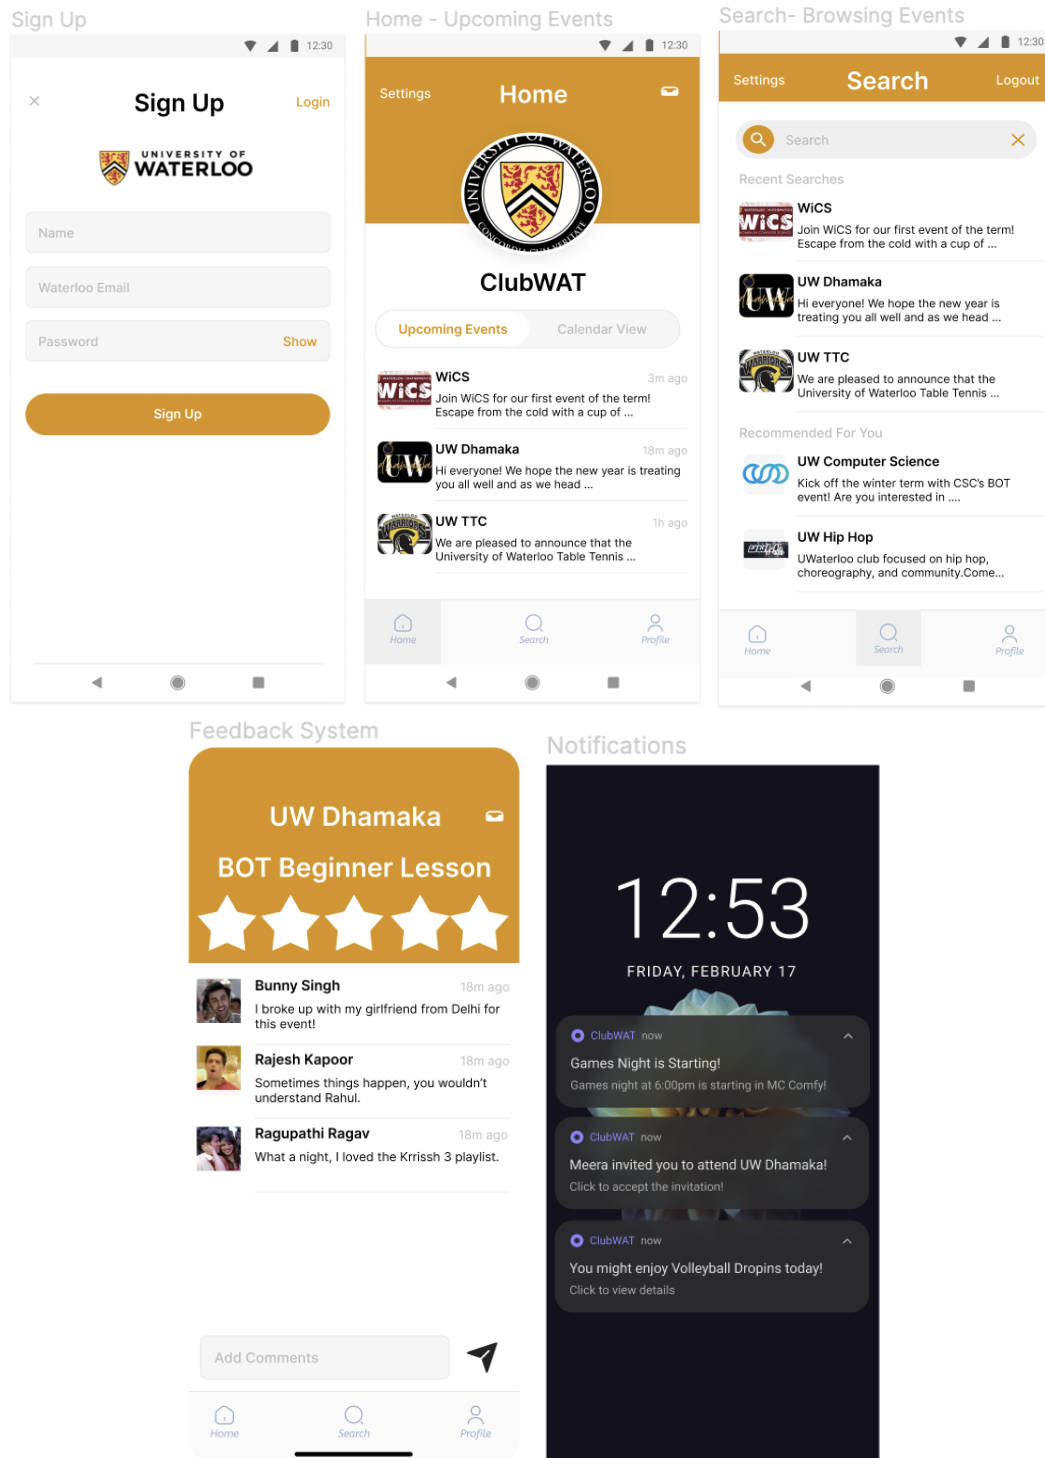 Sign Up
12:30
Sign Up
Login
UNIVERSITY OF
WATERLOO
Name
Waterloo Email
Password
Show
Sign Up
Home - Upcoming Events
12:30
Settings
Home
UNIVERSITY OF WATERLOO
CONCORDIA CUM VERITATE
ClubWAT
Upcoming Events
Calendar View
WiCS
WiCS
3m ago
Join WiCS for our first event of the term!
Escape from the cold with a cup of ...
UW
UW Dhamaka
18m ago
Hi everyone! We hope the new year is treating
you all well and as we head ...
WARRIORS
UW TTC
1h ago
We are pleased to announce that the
University of Waterloo Table Tennis ...
Home
Search
Profile
Search- Browsing Events
12:30
Settings
Search
Logout
Search
Recent Searches
WiCS
WiCS
Join WiCS for our first event of the term!
Escape from the cold with a cup of ...
UW
UW Dhamaka
Hi everyone! We hope the new year is
treating you all well and as we head ...
WARRIORS
UW TTC
We are pleased to announce that the
University of Waterloo Table Tennis ...
Recommended For You
UW Computer Science
Kick off the winter term with CSC's BOT
event! Are you interested in ....
UW Hip Hop
UWaterloo club focused on hip hop,
choreography, and community.Come...
Home
Search
Profile
Feedback System
UW Dhamaka
BOT Beginner Lesson
Bunny Singh
18m ago
I broke up with my girlfriend from Delhi for
this event!
Rajesh Kapoor
18m ago
Sometimes things happen, you wouldn't
understand Rahul.
Ragupathi Ragav
18m ago
What a night, I loved the Krrissh 3 playlist.
Add Comments
Home
Search
Profile
Notifications
12:53
FRIDAY, FEBRUARY 17
ClubWAT now
Games Night is Starting!
Games night at 6:00pm is starting in MC Comfy!
ClubWAT now
Meera invited you to attend UW Dhamaka!
Click to accept the invitation!
ClubWAT now
You might enjoy Volleyball Dropins today!
Click to view details